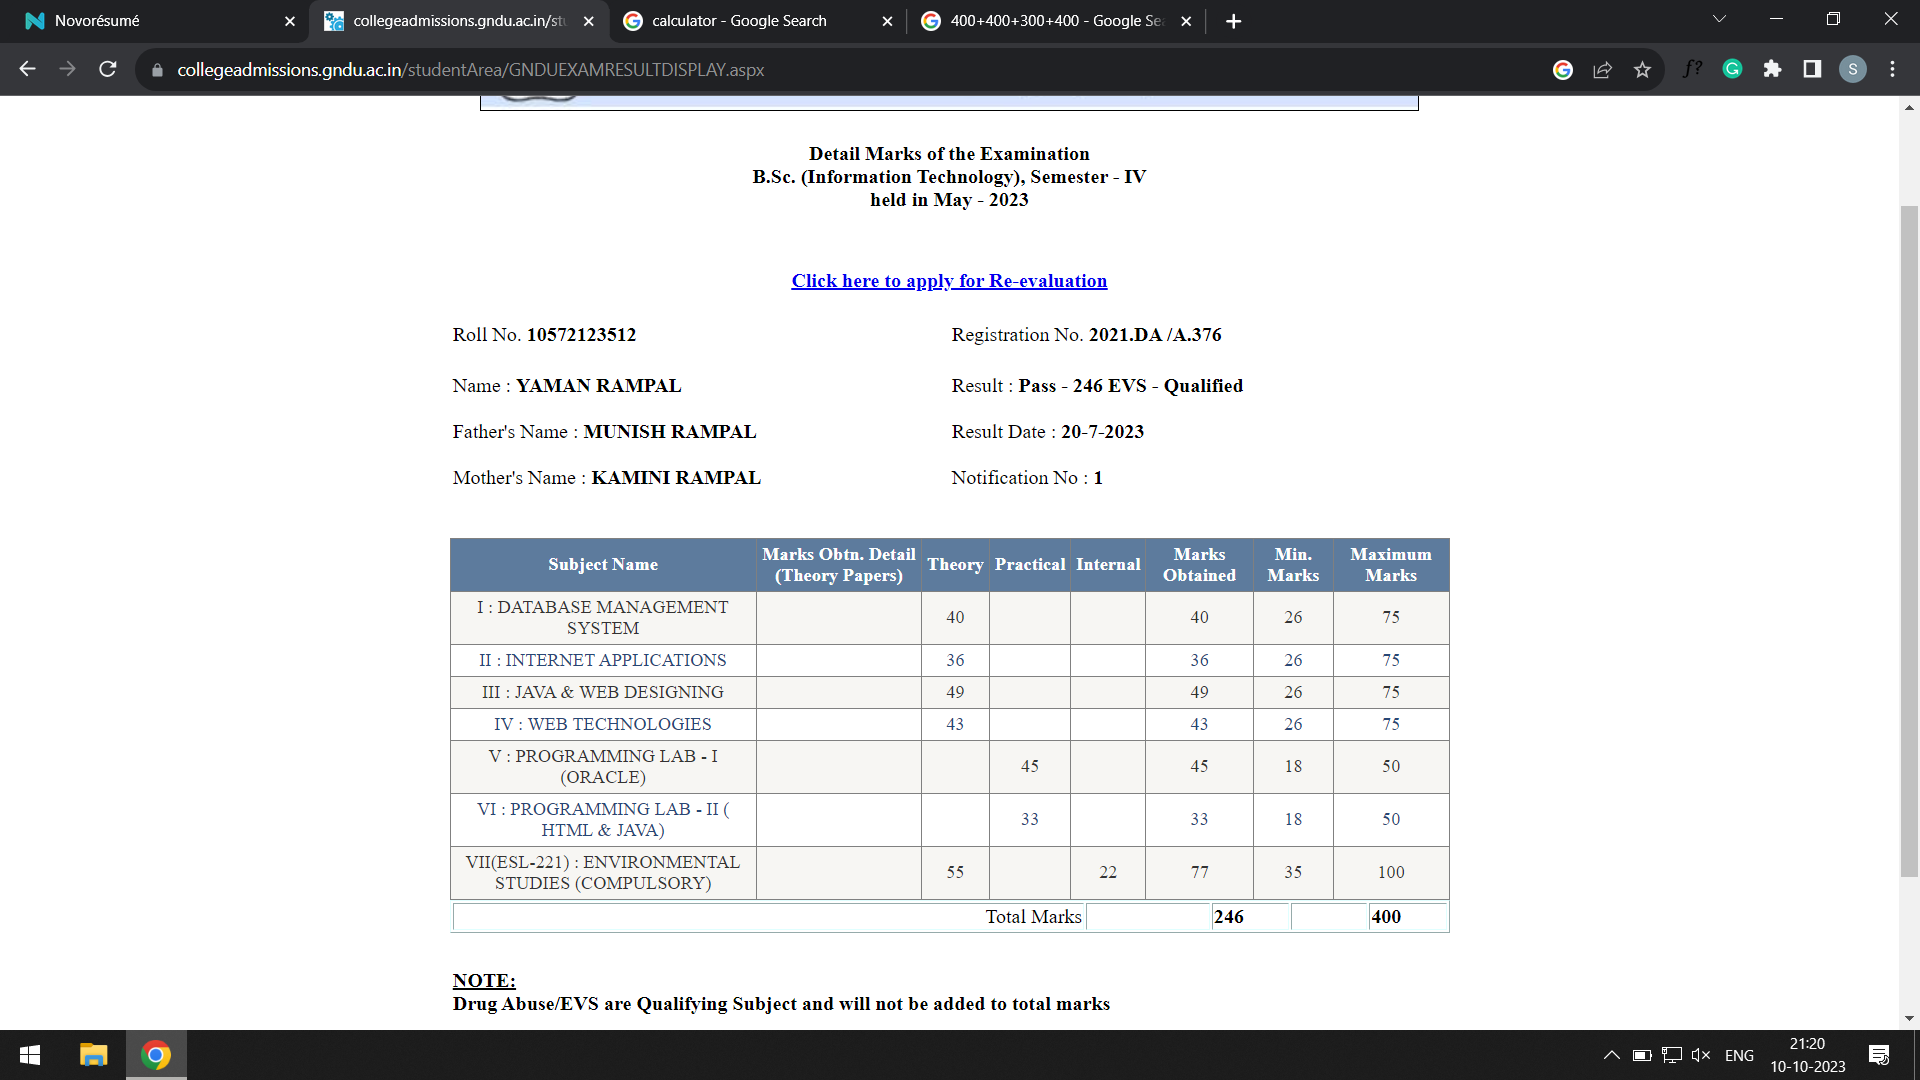 Novorésumé
collegeadmissions.gndu.ac.in/stu
calculator - Google Search
400+400+300+400 - Google Sea
collegeadmissions.gndu.ac.in/studentArea/GNDUEXAMRESULTDISPLAY.aspx
f?
S
Detail Marks of the Examination
B.Sc. (Information Technology), Semester - IV
held in May - 2023
Click here to apply for Re-evaluation
Roll No. 10572123512 Registration No. 2021.DA /A.376
Name : YAMAN RAMPAL Result : Pass - 246 EVS - Qualified
Father's Name : MUNISH RAMPAL Result Date : 20-7-2023
Mother's Name : KAMINI RAMPAL Notification No : 1
Subject Name Marks Obtn. Detail (Theory Papers) Theory Practical Internal Marks Obtained Min. Marks Maximum Marks
I : DATABASE MANAGEMENT SYSTEM 40 40 26 75
II : INTERNET APPLICATIONS 36 36 26 75
III : JAVA & WEB DESIGNING 49 49 26 75
IV : WEB TECHNOLOGIES 43 43 26 75
V : PROGRAMMING LAB - I (ORACLE) 45 45 18 50
VI : PROGRAMMING LAB - II ( HTML & JAVA) 33 33 18 50
VII(ESL-221) : ENVIRONMENTAL STUDIES (COMPULSORY) 55 22 77 35 100
Total Marks 246 400
NOTE:
Drug Abuse/EVS are Qualifying Subject and will not be added to total marks
ENG
21:20
10-10-2023